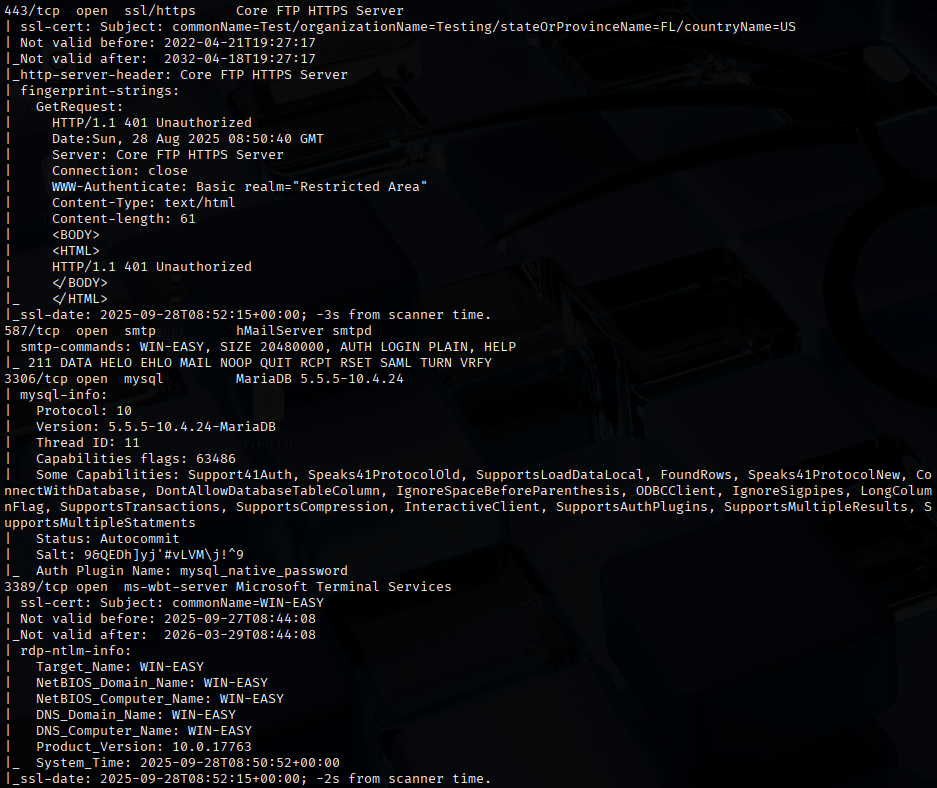 443/tcp  open  ssl/https     Core FTP HTTPS Server
| ssl-cert: Subject: commonName=Test/organizationName=Testing/stateOrProvinceName=FL/countryName=US
| Not valid before: 2022-04-21T19:27:17
|_Not valid after:  2032-04-18T19:27:17
|_http-server-header: Core FTP HTTPS Server
| fingerprint-strings:
|   GetRequest:
|     HTTP/1.1 401 Unauthorized
|     Date:Sun, 28 Aug 2025 08:50:40 GMT
|     Server: Core FTP HTTPS Server
|     Connection: close
|     WWW-Authenticate: Basic realm="Restricted Area"
|     Content-Type: text/html
|     Content-length: 61
|     <BODY>
|     <HTML>
|     HTTP/1.1 401 Unauthorized
|     </BODY>
|_    </HTML>
|_ssl-date: 2025-09-28T08:52:15+00:00; -3s from scanner time.
587/tcp  open  smtp          hMailServer smtpd
| smtp-commands: WIN-EASY, SIZE 20480000, AUTH LOGIN PLAIN, HELP
|_ 211 DATA HELO EHLO MAIL NOOP QUIT RCPT RSET SAML TURN VRFY
3306/tcp open  mysql         MariaDB 5.5.5-10.4.24
| mysql-info:
|   Protocol: 10
|   Version: 5.5.5-10.4.24-MariaDB
|   Thread ID: 11
|   Capabilities flags: 63486
|   Some Capabilities: Support41Auth, Speaks41ProtocolOld, SupportsLoadDataLocal, FoundRows, Speaks41ProtocolNew, Co
nnectWithDatabase, DontAllowDatabaseTableColumn, IgnoreSpaceBeforeParenthesis, ODBCClient, IgnoreSigpipes, LongColum
nFlag, SupportsTransactions, SupportsCompression, InteractiveClient, SupportsAuthPlugins, SupportsMultipleResults, S
upportsMultipleStatments
|   Status: Autocommit
|   Salt: 9&QEDh]yj'#vLVM\j!^9
|_  Auth Plugin Name: mysql_native_password
3389/tcp open  ms-wbt-server Microsoft Terminal Services
| ssl-cert: Subject: commonName=WIN-EASY
| Not valid before: 2025-09-27T08:44:08
|_Not valid after:  2026-03-29T08:44:08
| rdp-ntlm-info:
|   Target_Name: WIN-EASY
|   NetBIOS_Domain_Name: WIN-EASY
|   NetBIOS_Computer_Name: WIN-EASY
|   DNS_Domain_Name: WIN-EASY
|   DNS_Computer_Name: WIN-EASY
|   Product_Version: 10.0.17763
|_  System_Time: 2025-09-28T08:50:52+00:00
|_ssl-date: 2025-09-28T08:52:15+00:00; -2s from scanner time.